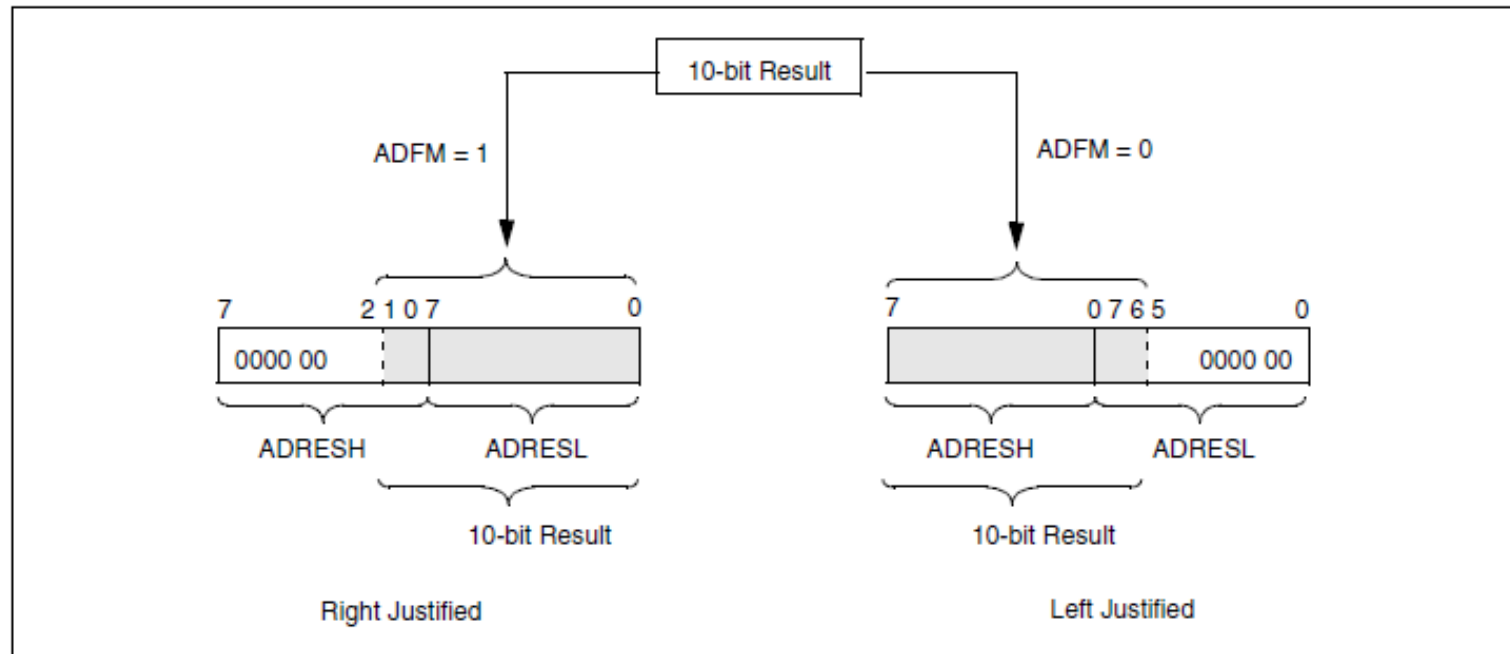 10-bit Result
ADFM = 1
ADFM = 0
7 2 1 0 7 0
7 0 7 6 5 0
0000 00
0000 00
ADRESH ADRESL
ADRESH ADRESL
10-bit Result
10-bit Result
Right Justified
Left Justified